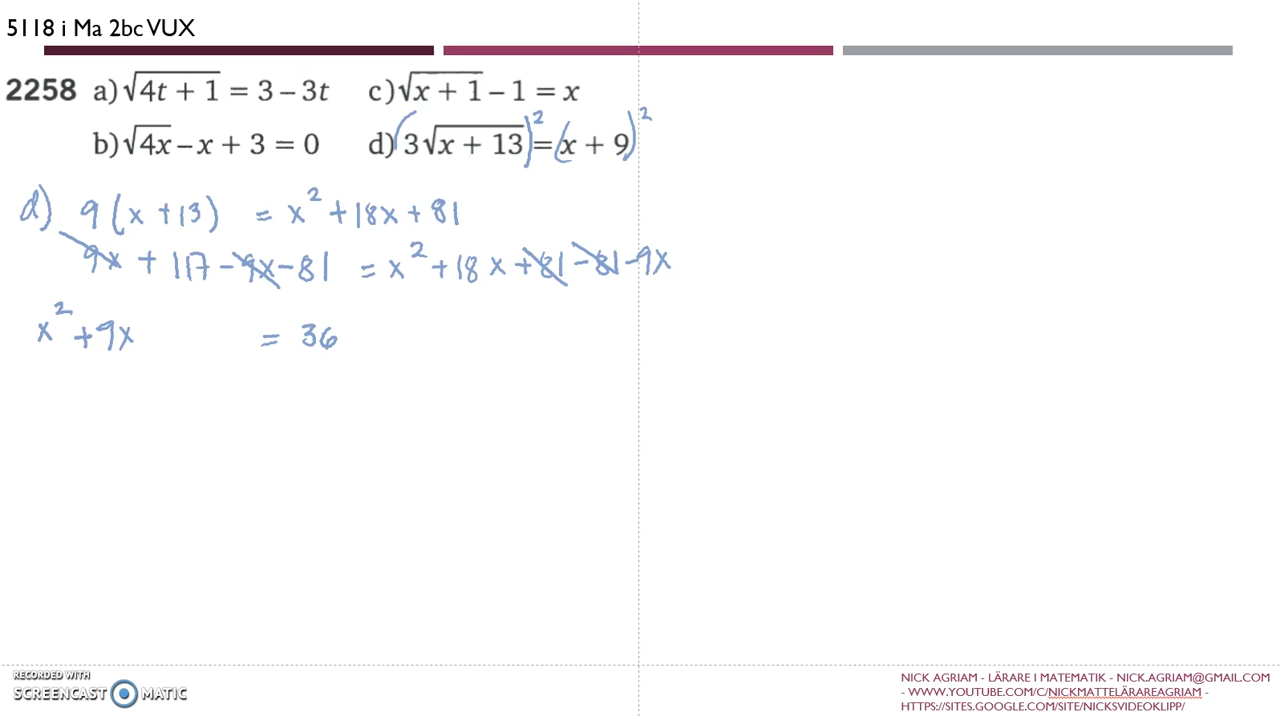 5118 i Ma 2bc VUX
2258 a) √4t + 1 = 3 – 3t c) √x + 1 – 1 = x
b) √4x – x + 3 = 0 d) (3√x + 13)² = (x + 9)²
d) 9(x + 13) = x² + 18x + 81
9x + 117 - 9x - 81 = x² + 18x + 81 - 81 - 9x
x² + 9x = 36
RECORDED WITH
SCREENCAST MATIC
NICK AGRIAM - LÄRARE I MATEMATIK - NICK.AGRIAM@GMAIL.COM
- WWW.YOUTUBE.COM/C/NICKMATTELÄRAREAGRIAM -
HTTPS://SITES.GOOGLE.COM/SITE/NICKSVIDEOKLIPP/